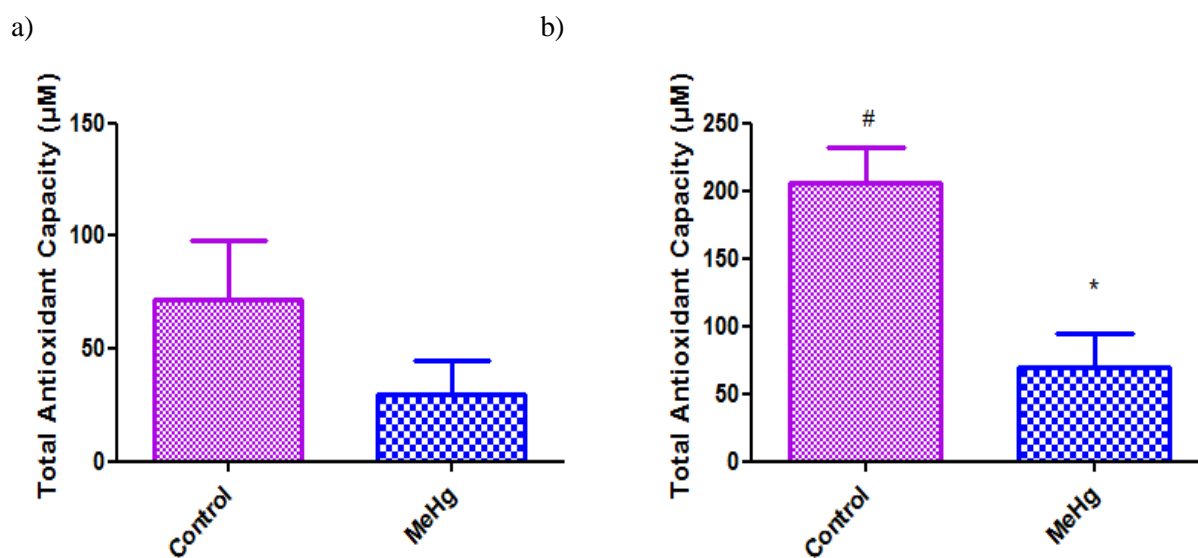 a)
b)
Total Antioxidant Capacity (µM)
150
100
50
0
Control
MeHg
Total Antioxidant Capacity (µM)
250
200
150
100
50
0
#
*
Control
MeHg